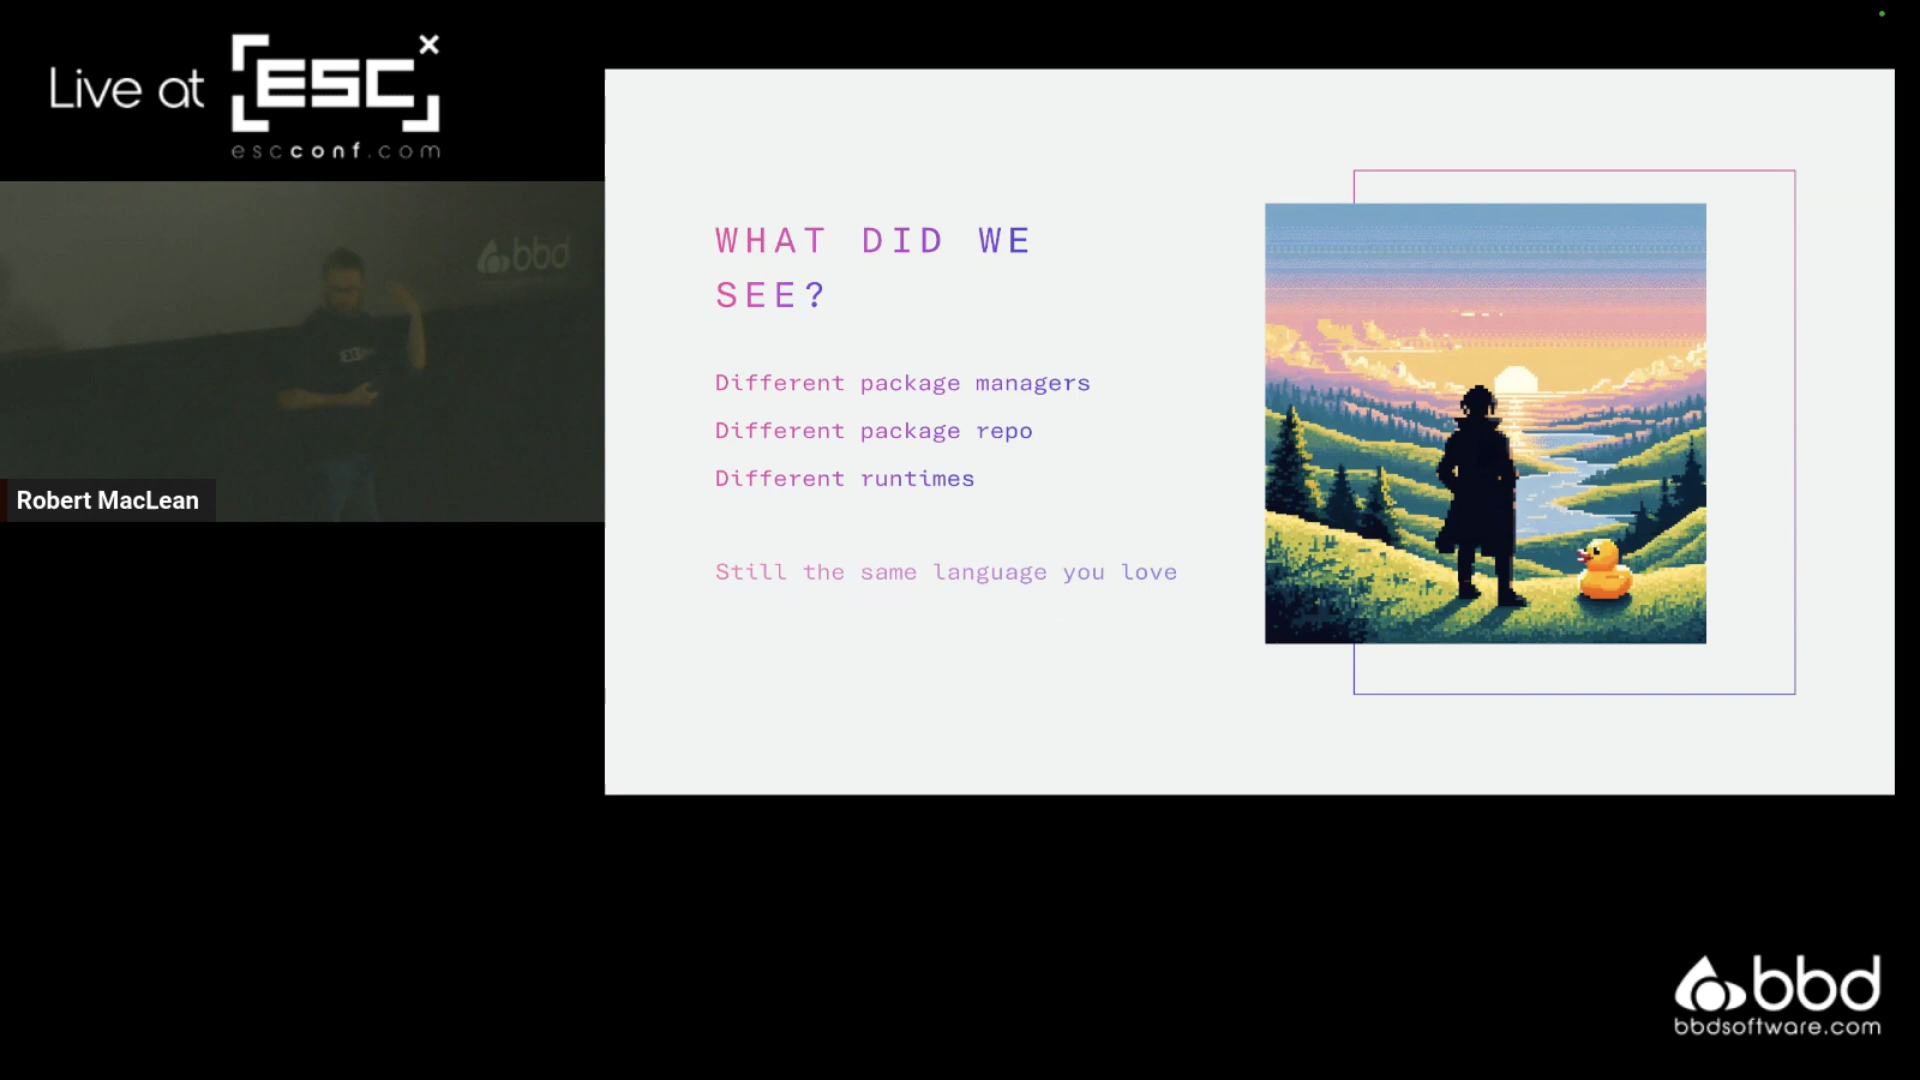 Live at ESC
escconf.com
bbd
Robert MacLean
WHAT DID WE
SEE?
Different package managers
Different package repo
Different runtimes
Still the same language you love
bbd
bbdsoftware.com